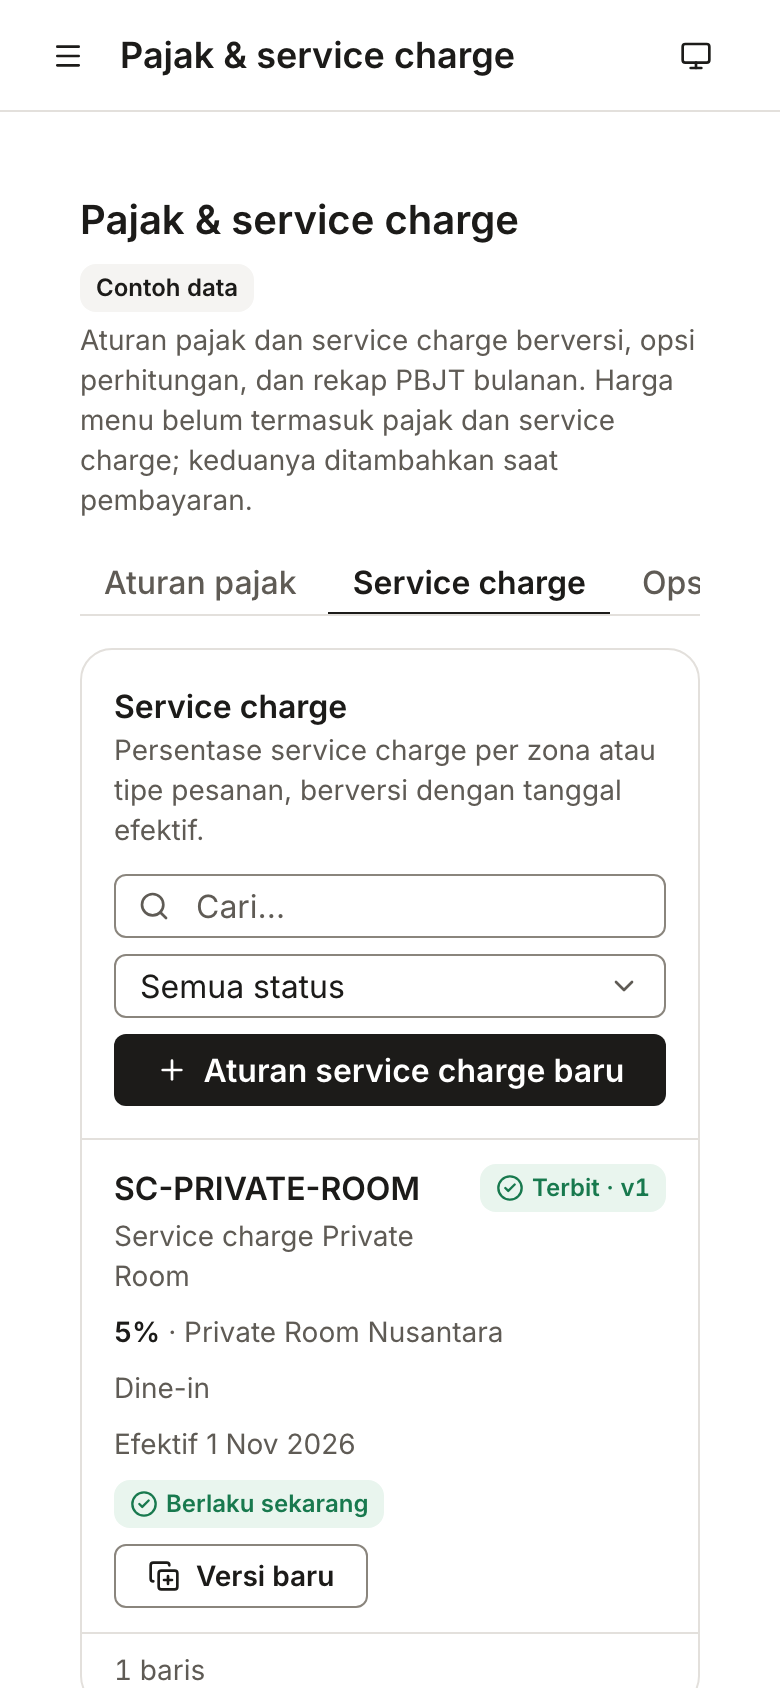 Pajak & service charge
Pajak & service charge
Contoh data
Aturan pajak dan service charge berversi, opsi
perhitungan, dan rekap PBJT bulanan. Harga
menu belum termasuk pajak dan service
charge; keduanya ditambahkan saat
pembayaran.
Aturan pajak Service charge Ops
Service charge
Persentase service charge per zona atau
tipe pesanan, berversi dengan tanggal
efektif.
Cari...
Semua status
Aturan service charge baru
SC-PRIVATE-ROOM Terbit · v1
Service charge Private
Room
5% · Private Room Nusantara
Dine-in
Efektif 1 Nov 2026
Berlaku sekarang
Versi baru
1 baris